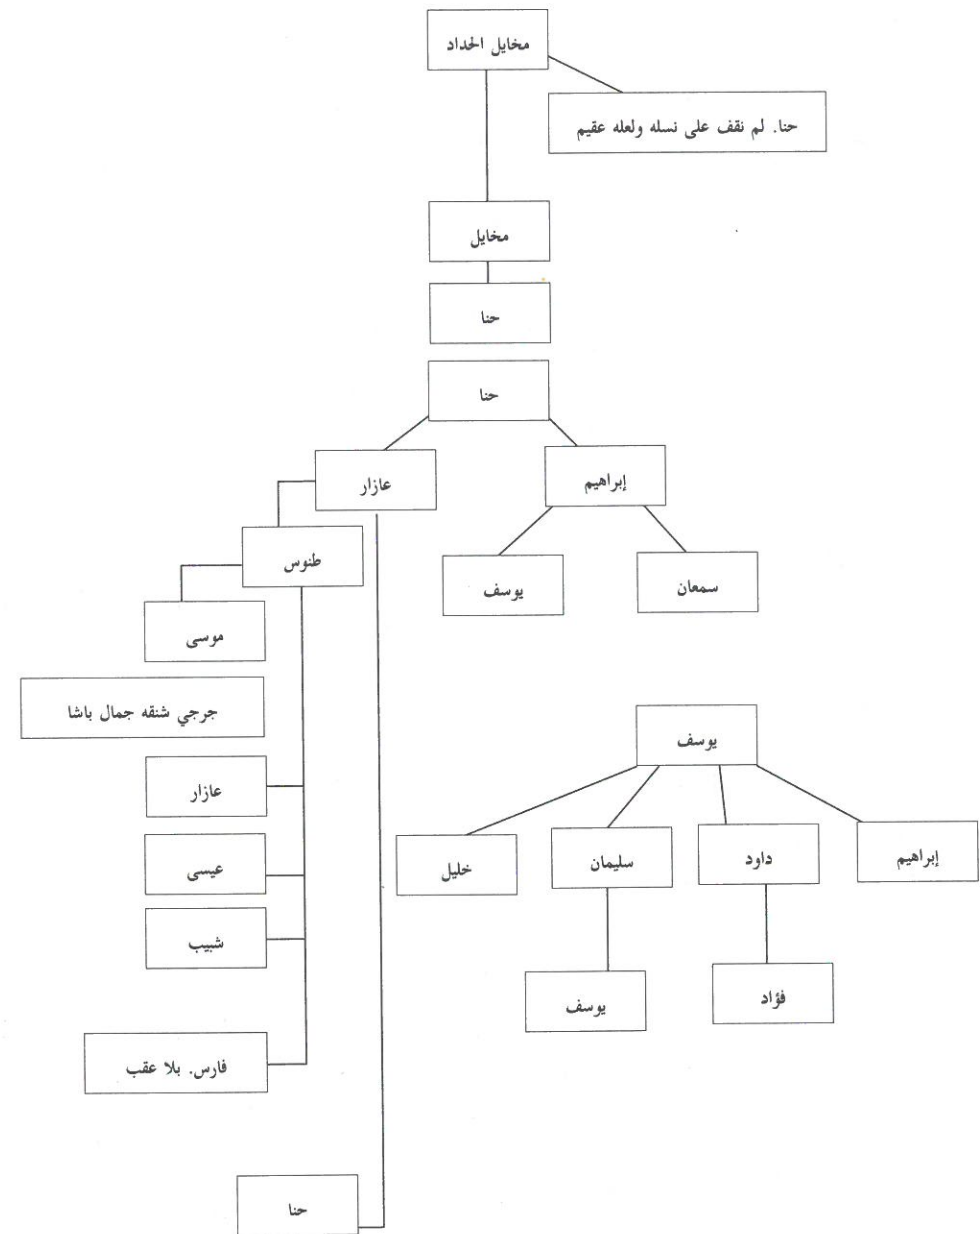 مخايل الحداد
حنا. لم نقف على نسله ولعله عقيم
مخايل
حنا
حنا
إبراهيم
عازار
سمعان
يوسف
طنوس
موسى
جرجي شنقه جمال باشا
يوسف
عازار
إبراهيم
داود
سليمان
خليل
عيسى
شبيب
فؤاد
يوسف
فارس. بلا عقب
حنا